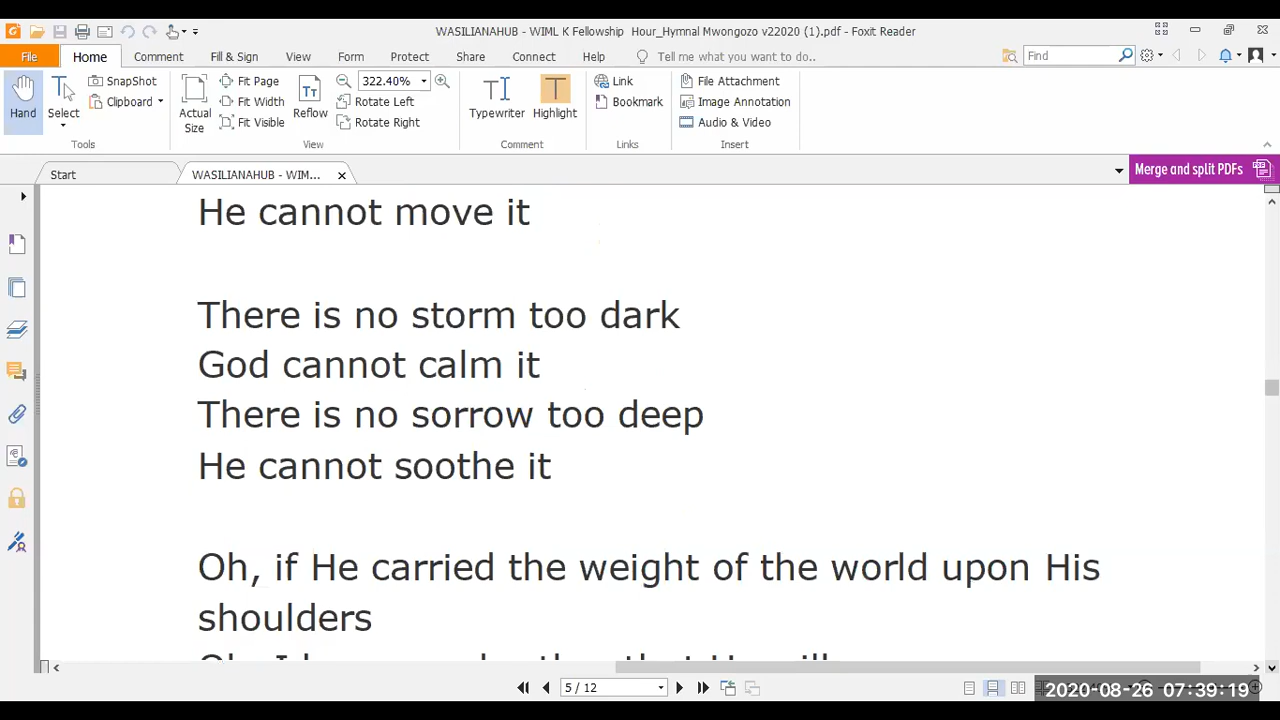 WASILIANAHUB - WIML K Fellowship Hour_Hymnal Mwongozo v22020 (1).pdf - Foxit Reader
File Home Comment Fill & Sign View Form Protect Share Connect Help Tell me what you want to do.. Find
Hand
Select
SnapShot
Clipboard
Tools
Actual Size
Fit Page
Fit Width
Fit Visible
Reflow
322.40%
Rotate Left
Rotate Right
View
Typewriter
Highlight
Comment
Link
Bookmark
Links
File Attachment
Image Annotation
Audio & Video
Insert
Start
WASILIANAHUB - WIM...
Merge and split PDFs
He cannot move it
There is no storm too dark
God cannot calm it
There is no sorrow too deep
He cannot soothe it
Oh, if He carried the weight of the world upon His
shoulders
5 / 12
2020-08-26 07:39:19